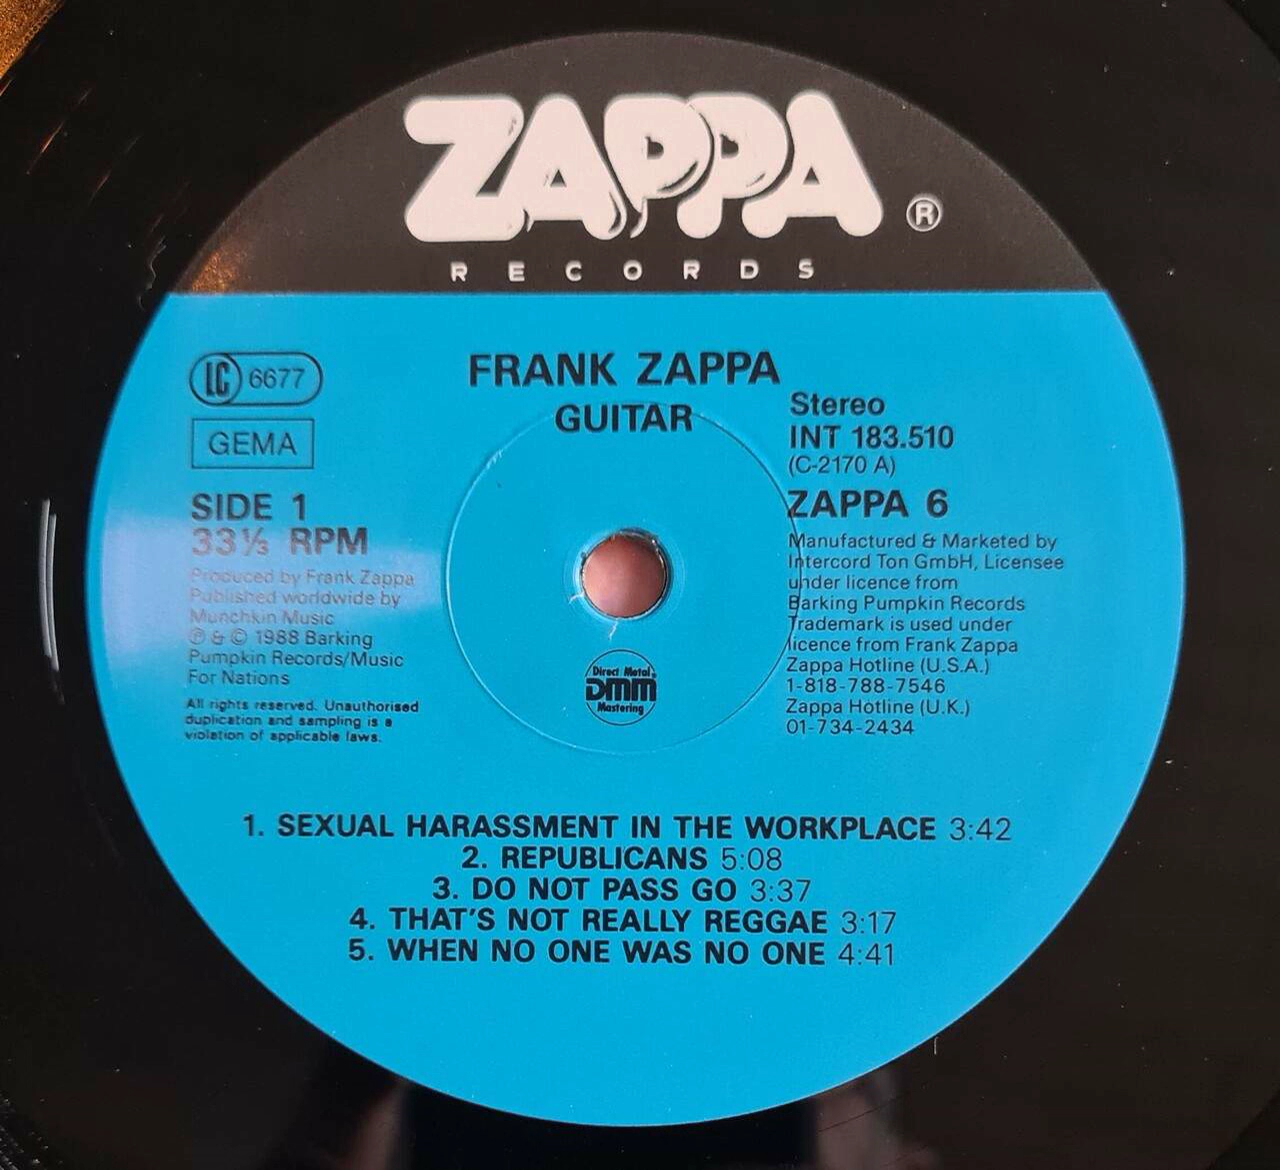 ZAPPA ®
RECORDS
FRANK ZAPPA
GUITAR
LC 6677
GEMA
SIDE 1
33⅓ RPM
Produced by Frank Zappa
Published worldwide by
Munchkin Music
℗ & © 1988 Barking
Pumpkin Records/Music
For Nations
All rights reserved. Unauthorised
duplication and sampling is a
violation of applicable laws.
Stereo
INT 183.510
(C-2170 A)
ZAPPA 6
Manufactured & Marketed by
Intercord Ton GmbH, Licensee
under licence from
Barking Pumpkin Records
Trademark is used under
licence from Frank Zappa
Zappa Hotline (U.S.A.)
1-818-788-7546
Zappa Hotline (U.K.)
01-734-2434
Direct Metal
DMM
Mastering
1. SEXUAL HARASSMENT IN THE WORKPLACE 3:42
2. REPUBLICANS 5:08
3. DO NOT PASS GO 3:37
4. THAT'S NOT REALLY REGGAE 3:17
5. WHEN NO ONE WAS NO ONE 4:41